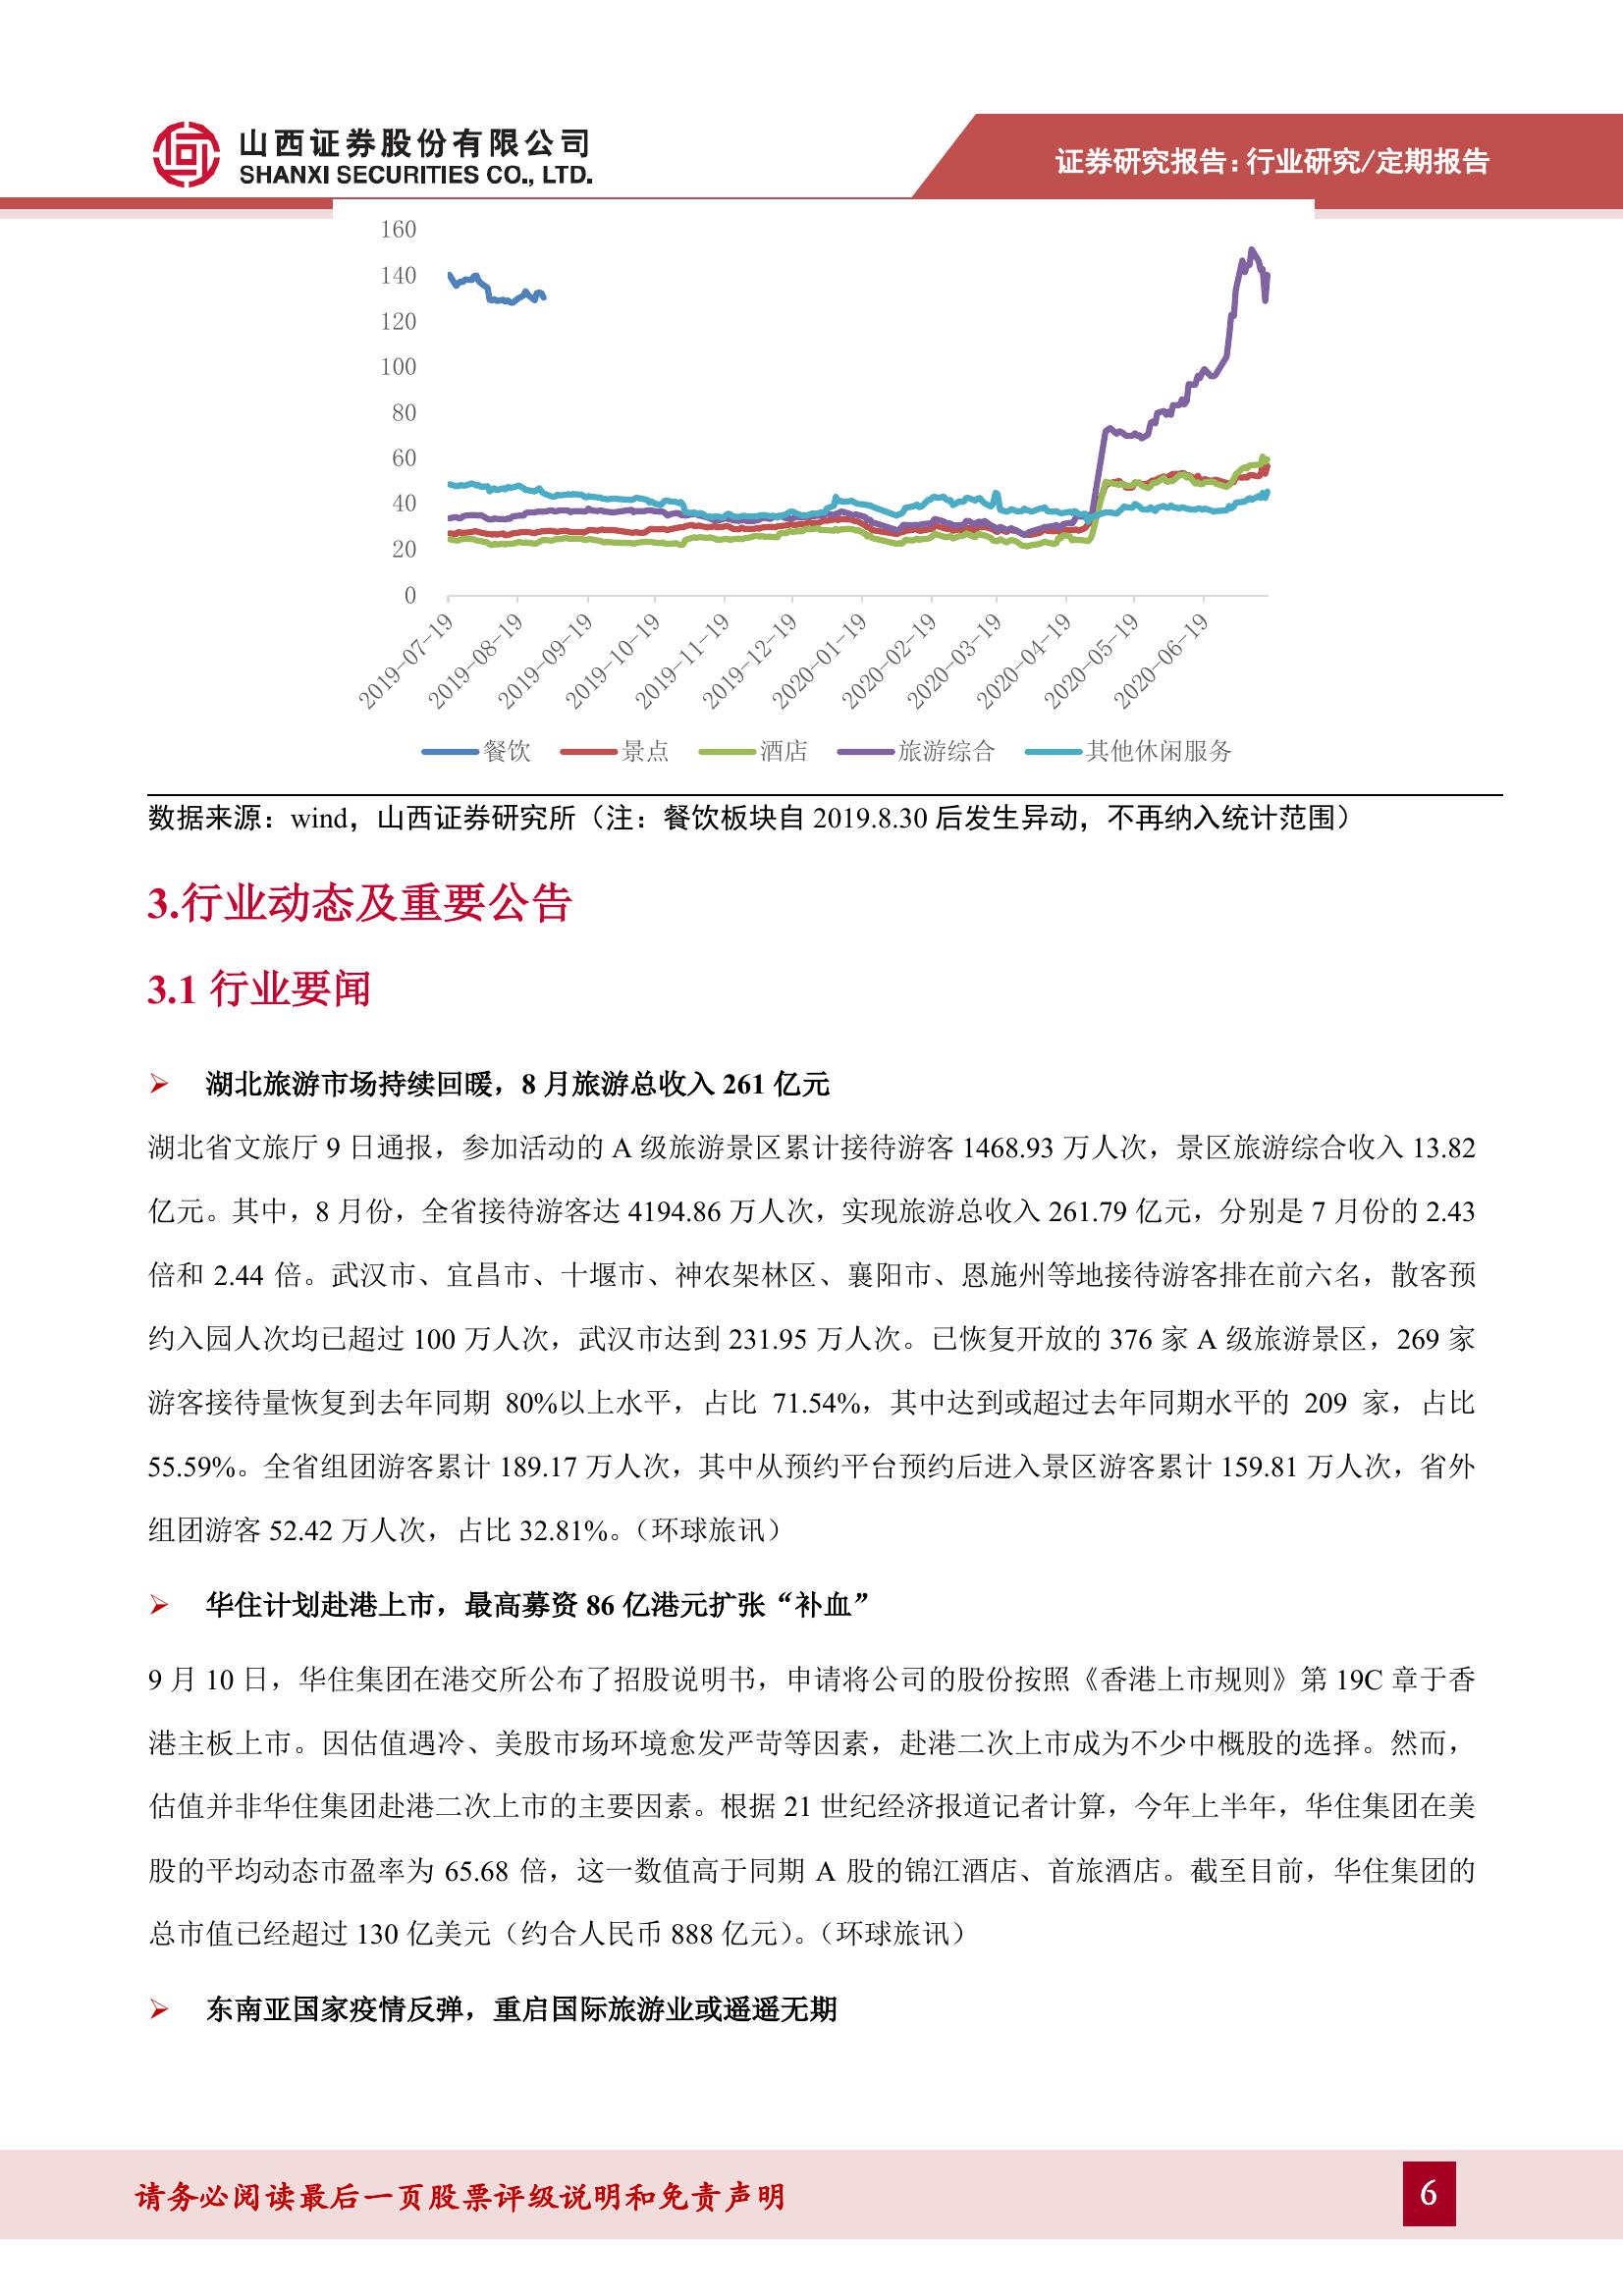 山西证券股份有限公司
SHANXI SECURITIES CO., LTD.
证券研究报告：行业研究/定期报告
160
140
120
100
80
60
40
20
0
2019-07-19
2019-08-19
2019-09-19
2019-10-19
2019-11-19
2019-12-19
2020-01-19
2020-02-19
2020-03-19
2020-04-19
2020-05-19
2020-06-19
餐饮 景点 酒店 旅游综合 其他休闲服务
数据来源：wind，山西证券研究所（注：餐饮板块自 2019.8.30 后发生异动，不再纳入统计范围）
3.行业动态及重要公告
3.1 行业要闻
➢ 湖北旅游市场持续回暖，8 月旅游总收入 261 亿元
湖北省文旅厅 9 日通报，参加活动的 A 级旅游景区累计接待游客 1468.93 万人次，景区旅游综合收入 13.82
亿元。其中，8 月份，全省接待游客达 4194.86 万人次，实现旅游总收入 261.79 亿元，分别是 7 月份的 2.43
倍和 2.44 倍。武汉市、宜昌市、十堰市、神农架林区、襄阳市、恩施州等地接待游客排在前六名，散客预
约入园人次均已超过 100 万人次，武汉市达到 231.95 万人次。已恢复开放的 376 家 A 级旅游景区，269 家
游客接待量恢复到去年同期 80%以上水平，占比 71.54%，其中达到或超过去年同期水平的 209 家，占比
55.59%。全省组团游客累计 189.17 万人次，其中从预约平台预约后进入景区游客累计 159.81 万人次，省外
组团游客 52.42 万人次，占比 32.81%。（环球旅讯）
➢ 华住计划赴港上市，最高募资 86 亿港元扩张“补血”
9 月 10 日，华住集团在港交所公布了招股说明书，申请将公司的股份按照《香港上市规则》第 19C 章于香
港主板上市。因估值遇冷、美股市场环境愈发严苛等因素，赴港二次上市成为不少中概股的选择。然而，
估值并非华住集团赴港二次上市的主要因素。根据 21 世纪经济报道记者计算，今年上半年，华住集团在美
股的平均动态市盈率为 65.68 倍，这一数值高于同期 A 股的锦江酒店、首旅酒店。截至目前，华住集团的
总市值已经超过 130 亿美元（约合人民币 888 亿元）。（环球旅讯）
➢ 东南亚国家疫情反弹，重启国际旅游业或遥遥无期
请务必阅读最后一页股票评级说明和免责声明
6